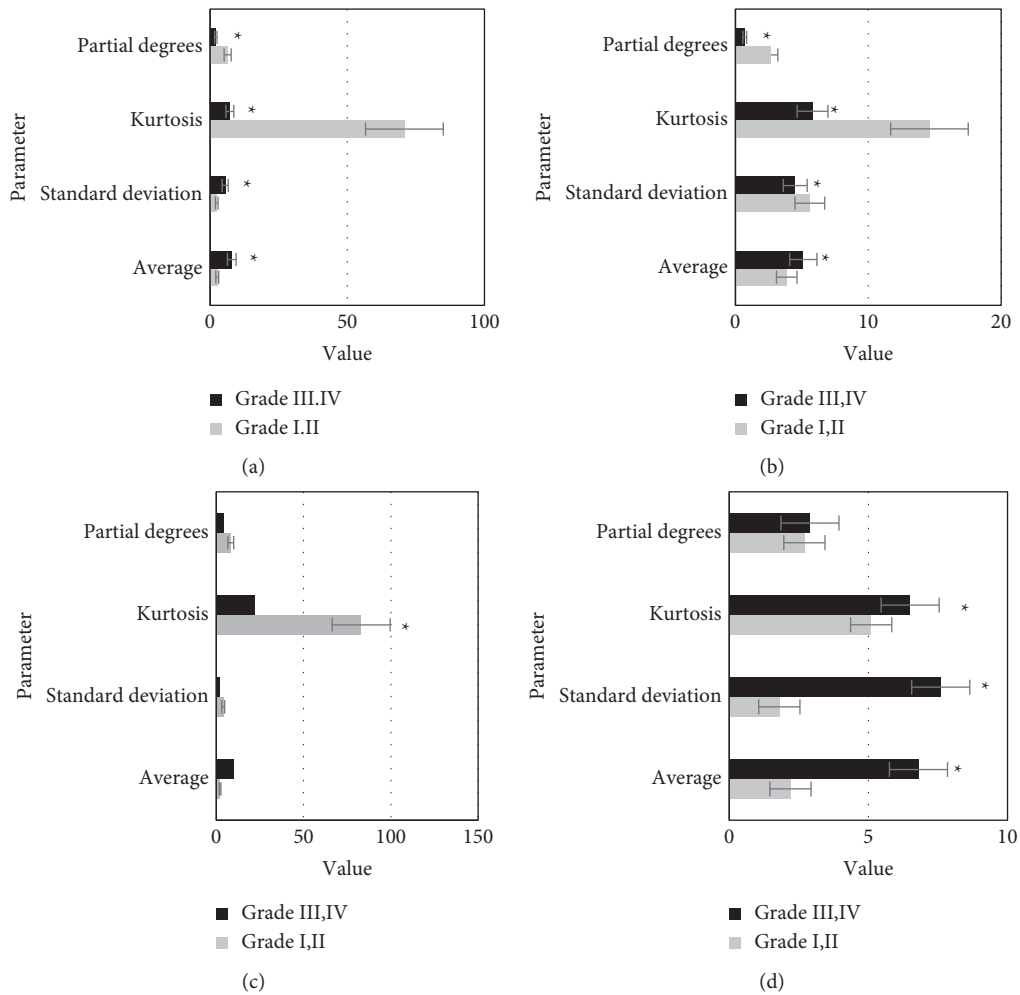 Partial degrees
*
Kurtosis
*
Standard deviation
*
Average
*
Parameter
0
50
100
Value
Grade III.IV
Grade I.II
(a)
Partial degrees
*
Kurtosis
*
Standard deviation
*
Average
*
Parameter
0
10
20
Value
Grade III,IV
Grade I,II
(b)
Partial degrees
Kurtosis
*
Standard deviation
Average
Parameter
0
50
100
150
Value
Grade III,IV
Grade I,II
(c)
Partial degrees
Kurtosis
*
Standard deviation
*
Average
*
Parameter
0
5
10
Value
Grade III,IV
Grade I,II
(d)